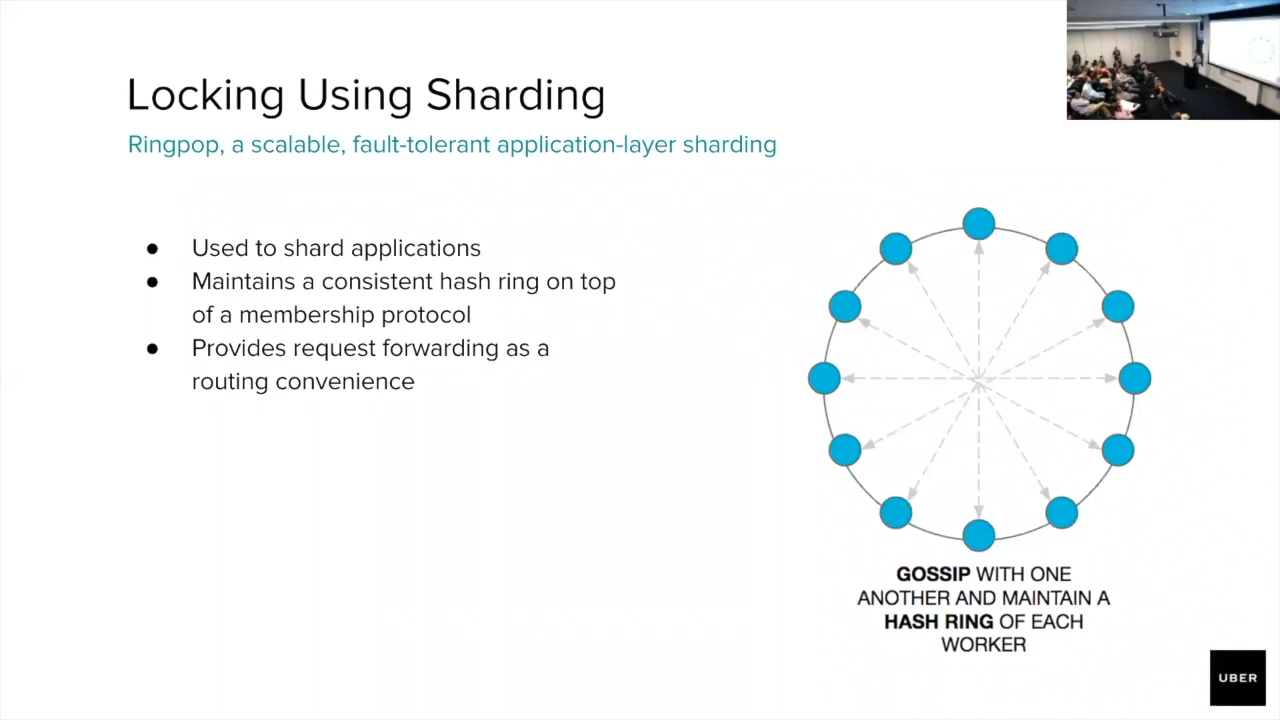 Locking Using Sharding
Ringpop, a scalable, fault-tolerant application-layer sharding
● Used to shard applications
● Maintains a consistent hash ring on top
of a membership protocol
● Provides request forwarding as a
routing convenience
GOSSIP WITH ONE
ANOTHER AND MAINTAIN A
HASH RING OF EACH
WORKER
UBER